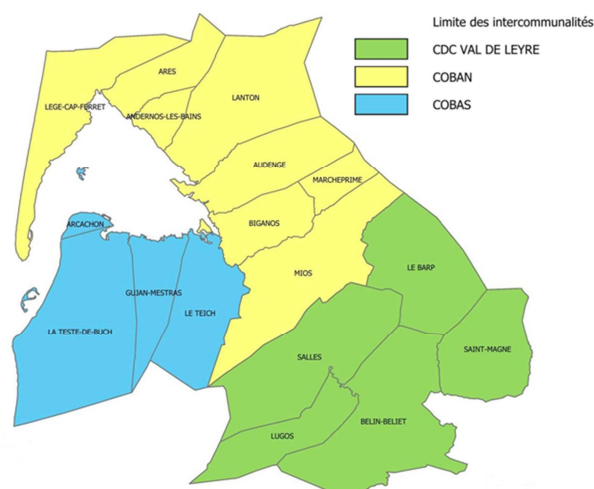 Limite des intercommunalités
CDC VAL DE LEYRE
COBAN
COBAS
ARES
LANTON
LEGE-CAP-FERRET
ANDERNOS-LES-BAINS
AUDENGE
MARCHEPRIME
BIGANOS
ARCACHON
LE BARP
MIOS
GUJAN-MESTRAS
LE TEICH
LA TESTE-DE-BUCH
SAINT-MAGNE
SALLES
BELIN-BELIET
LUGOS